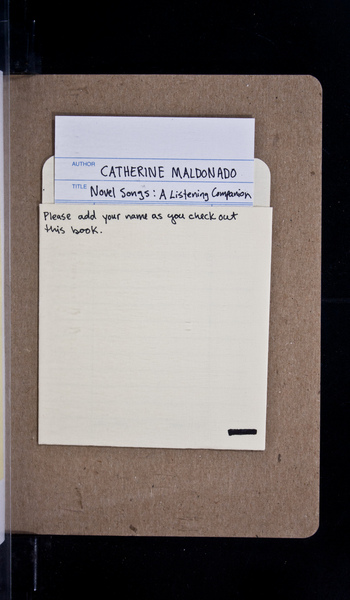 AUTHOR CATHERINE MALDONADO
TITLE Novel Songs: A Listening Companion
Please add your name as you check out
this book.